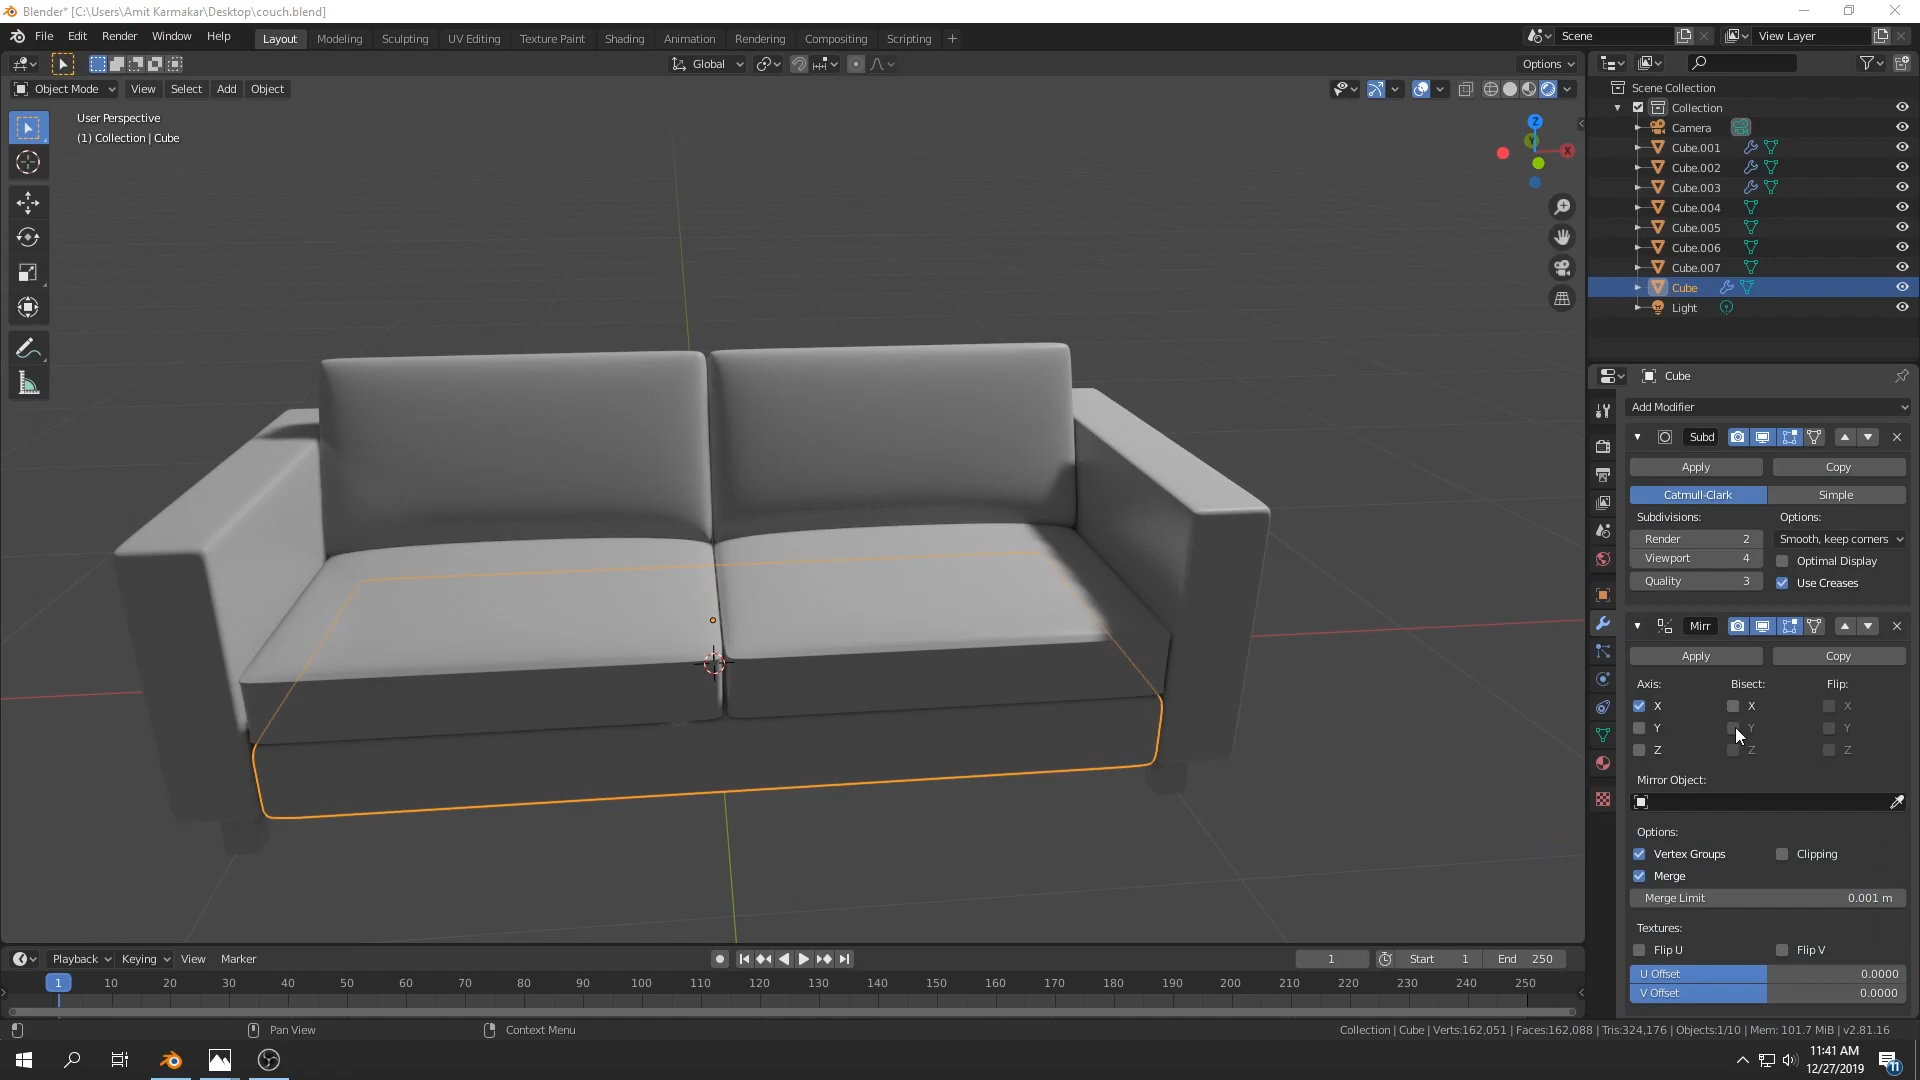 Blender* [C:\Users\Amit Karmakar\Desktop\couch.blend]
File Edit Render Window Help Layout Modeling Sculpting UV Editing Texture Paint Shading Animation Rendering Compositing Scripting + Scene View Layer
Global Options
Object Mode View Select Add Object
User Perspective
(1) Collection | Cube
Z
Y
X
Scene Collection
Collection
Camera
Cube.001
Cube.002
Cube.003
Cube.004
Cube.005
Cube.006
Cube.007
Cube
Light
Cube
Add Modifier
Subd
Apply Copy
Catmull-Clark Simple
Subdivisions: Options:
Render 2 Smooth, keep corners
Viewport 4 Optimal Display
Quality 3 Use Creases
Mirr
Apply Copy
Axis: Bisect: Flip:
X X X
Y Y Y
Z Z Z
Mirror Object:
Options:
Vertex Groups Clipping
Merge
Merge Limit 0.001 m
Textures:
Flip U Flip V
U Offset 0.0000
V Offset 0.0000
Playback Keying View Marker 1 Start 1 End 250
1 10 20 30 40 50 60 70 80 90 100 110 120 130 140 150 160 170 180 190 200 210 220 230 240 250
Pan View Context Menu Collection | Cube | Verts:162,051 | Faces:162,088 | Tris:324,176 | Objects:1/10 | Mem: 101.7 MiB | v2.81.16
11:41 AM
12/27/2019
11